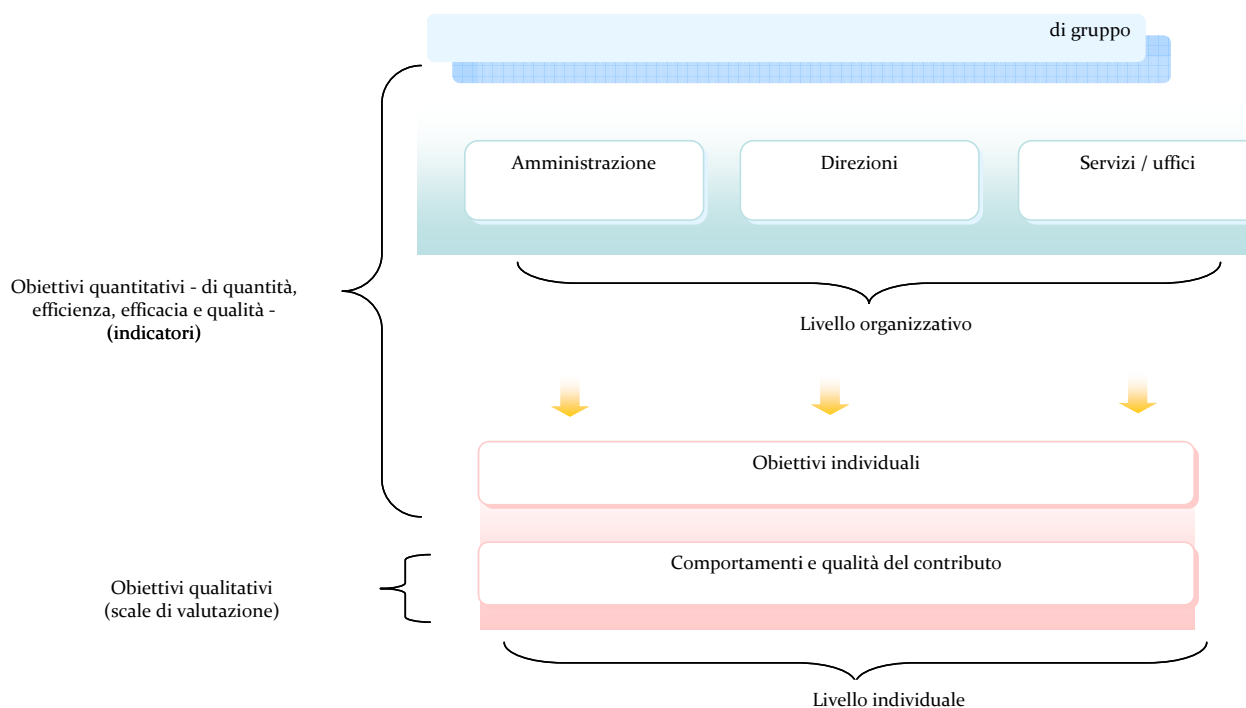 di gruppo
Amministrazione
Direzioni
Servizi / uffici
Obiettivi quantitativi - di quantità,
efficienza, efficacia e qualità -
(indicatori)
Livello organizzativo
Obiettivi individuali
Comportamenti e qualità del contributo
Obiettivi qualitativi
(scale di valutazione)
Livello individuale